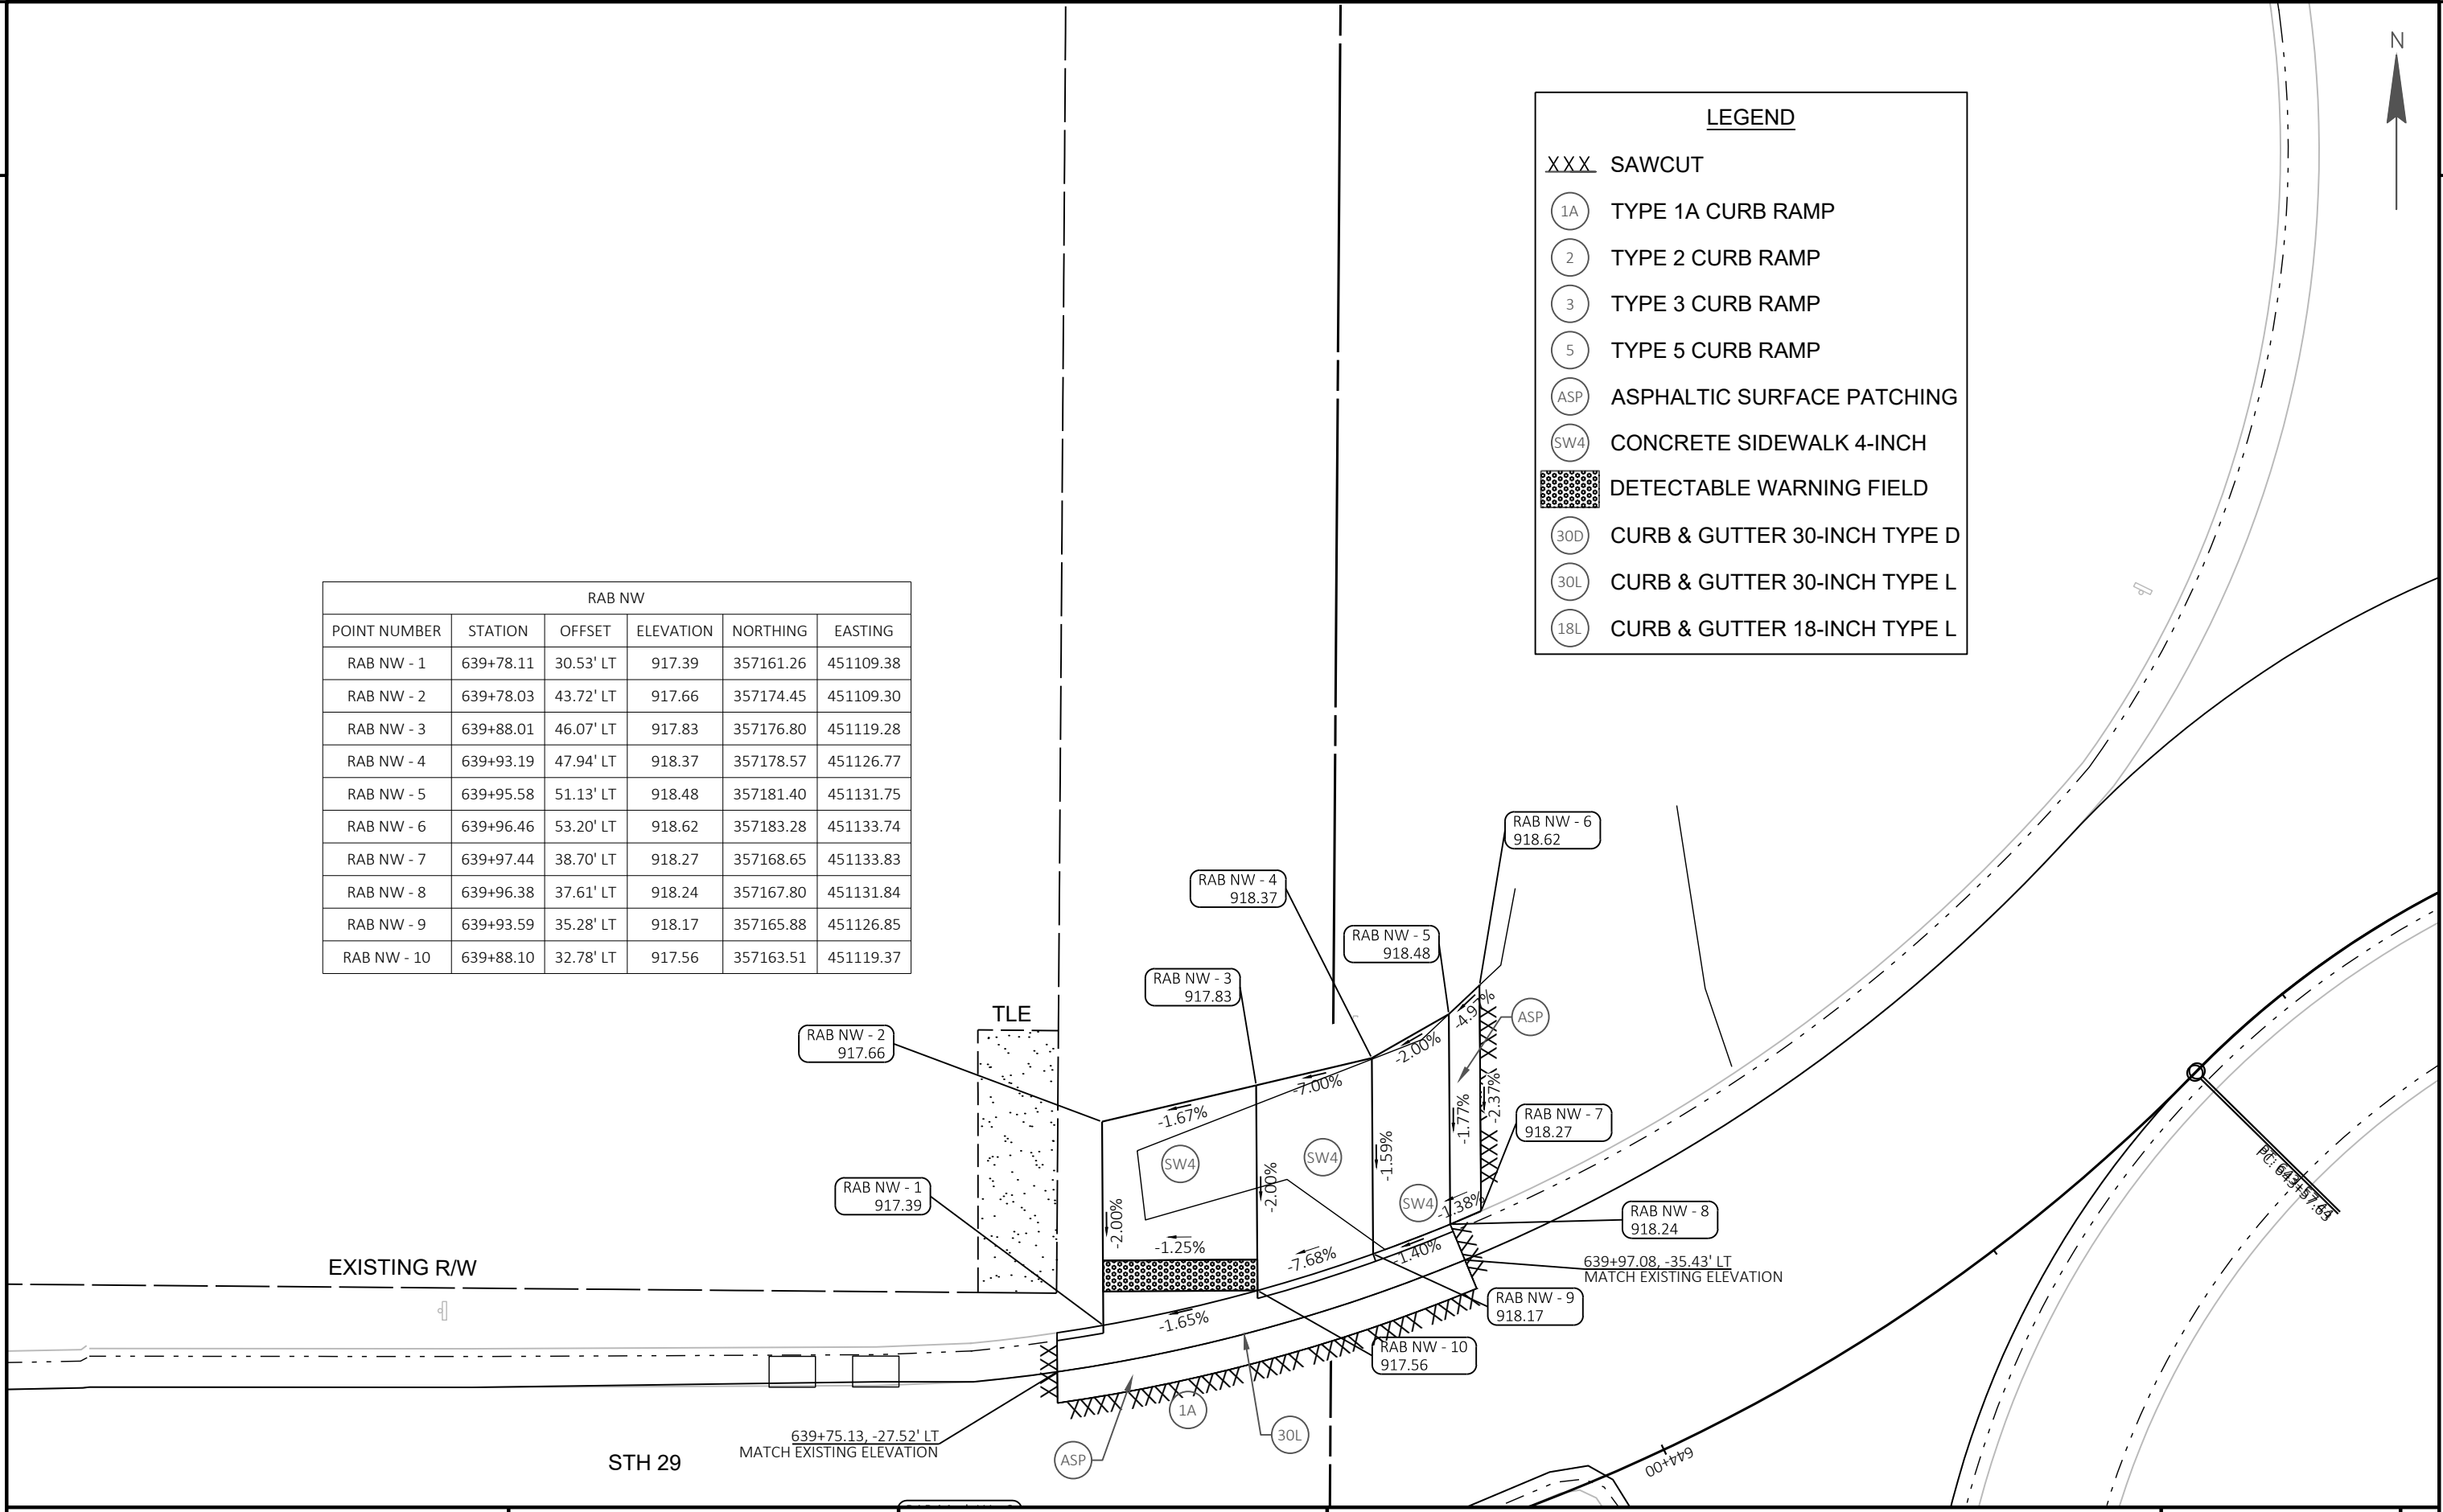 N
LEGEND
XXX SAWCUT
1A TYPE 1A CURB RAMP
2 TYPE 2 CURB RAMP
3 TYPE 3 CURB RAMP
5 TYPE 5 CURB RAMP
ASP ASPHALTIC SURFACE PATCHING
SW4 CONCRETE SIDEWALK 4-INCH
DETECTABLE WARNING FIELD
30D CURB & GUTTER 30-INCH TYPE D
30L CURB & GUTTER 30-INCH TYPE L
18L CURB & GUTTER 18-INCH TYPE L
RAB NW
POINT NUMBER STATION OFFSET ELEVATION NORTHING EASTING
RAB NW - 1 639+78.11 30.53' LT 917.39 357161.26 451109.38
RAB NW - 2 639+78.03 43.72' LT 917.66 357174.45 451109.30
RAB NW - 3 639+88.01 46.07' LT 917.83 357176.80 451119.28
RAB NW - 4 639+93.19 47.94' LT 918.37 357178.57 451126.77
RAB NW - 5 639+95.58 51.13' LT 918.48 357181.40 451131.75
RAB NW - 6 639+96.46 53.20' LT 918.62 357183.28 451133.74
RAB NW - 7 639+97.44 38.70' LT 918.27 357168.65 451133.83
RAB NW - 8 639+96.38 37.61' LT 918.24 357167.80 451131.84
RAB NW - 9 639+93.59 35.28' LT 918.17 357165.88 451126.85
RAB NW - 10 639+88.10 32.78' LT 917.56 357163.51 451119.37
RAB NW - 6
918.62
RAB NW - 4
918.37
RAB NW - 5
918.48
RAB NW - 3
917.83
TLE
RAB NW - 2
917.66
ASP
-2.00%
-7.00%
-1.67%
-2.37%
-1.77%
-1.59%
RAB NW - 7
918.27
SW4
SW4
SW4
-2.00%
-2.00%
-1.38%
RAB NW - 1
917.39
RAB NW - 8
918.24
-1.25%
-7.68%
-1.40%
EXISTING R/W
639+97.08, -35.43' LT
MATCH EXISTING ELEVATION
RAB NW - 9
918.17
-1.65%
RAB NW - 10
917.56
1A
30L
639+75.13, -27.52' LT
MATCH EXISTING ELEVATION
ASP
STH 29
644+00